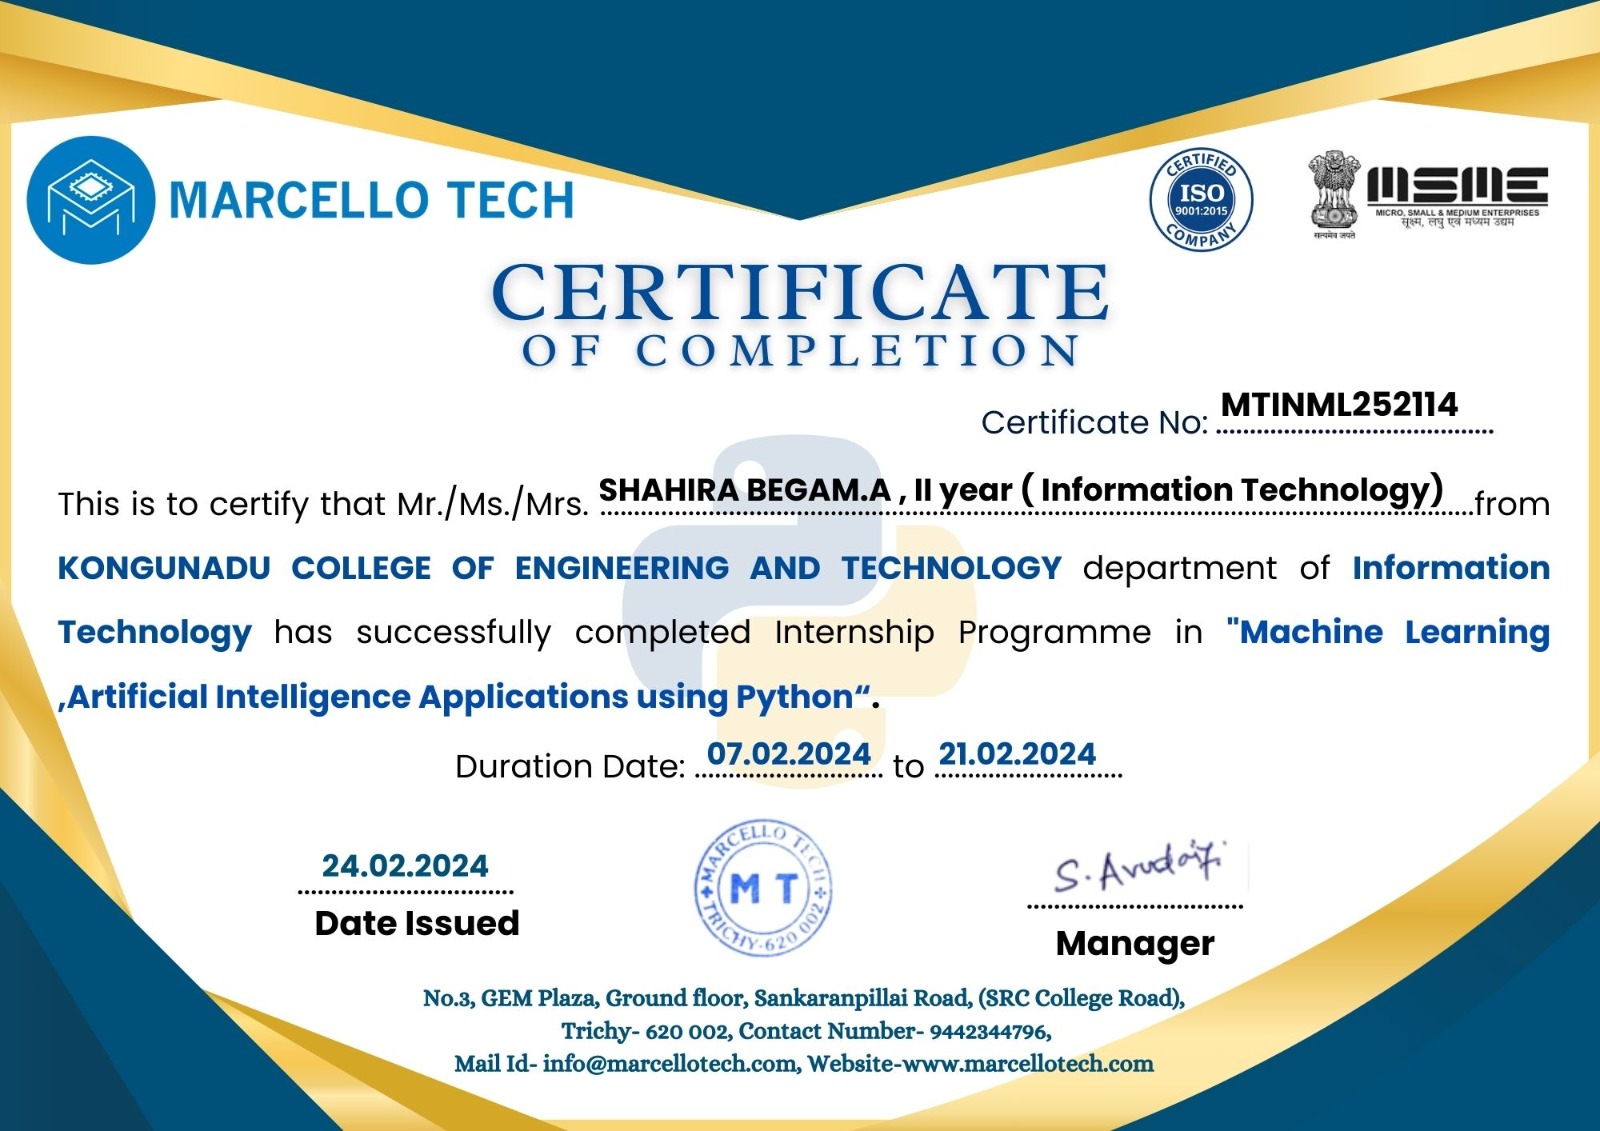 MARCELLO TECH
CERTIFIED
ISO
9001:2015
COMPANY
सत्यमेव जयते
MSME
MICRO, SMALL & MEDIUM ENTERPRISES
सूक्ष्म, लघु एवं मध्यम उद्यम
CERTIFICATE
OF COMPLETION
Certificate No: MTINML252114
This is to certify that Mr./Ms./Mrs. SHAHIRA BEGAM.A , II year ( Information Technology) from
KONGUNADU COLLEGE OF ENGINEERING AND TECHNOLOGY department of Information
Technology has successfully completed Internship Programme in "Machine Learning
,Artificial Intelligence Applications using Python“.
Duration Date: 07.02.2024 to 21.02.2024
24.02.2024
Date Issued
MARCELLO TECH
M T
TRICHY-620 002
S. Avudaiji
Manager
No.3, GEM Plaza, Ground floor, Sankaranpillai Road, (SRC College Road),
Trichy- 620 002, Contact Number- 9442344796,
Mail Id- info@marcellotech.com, Website-www.marcellotech.com